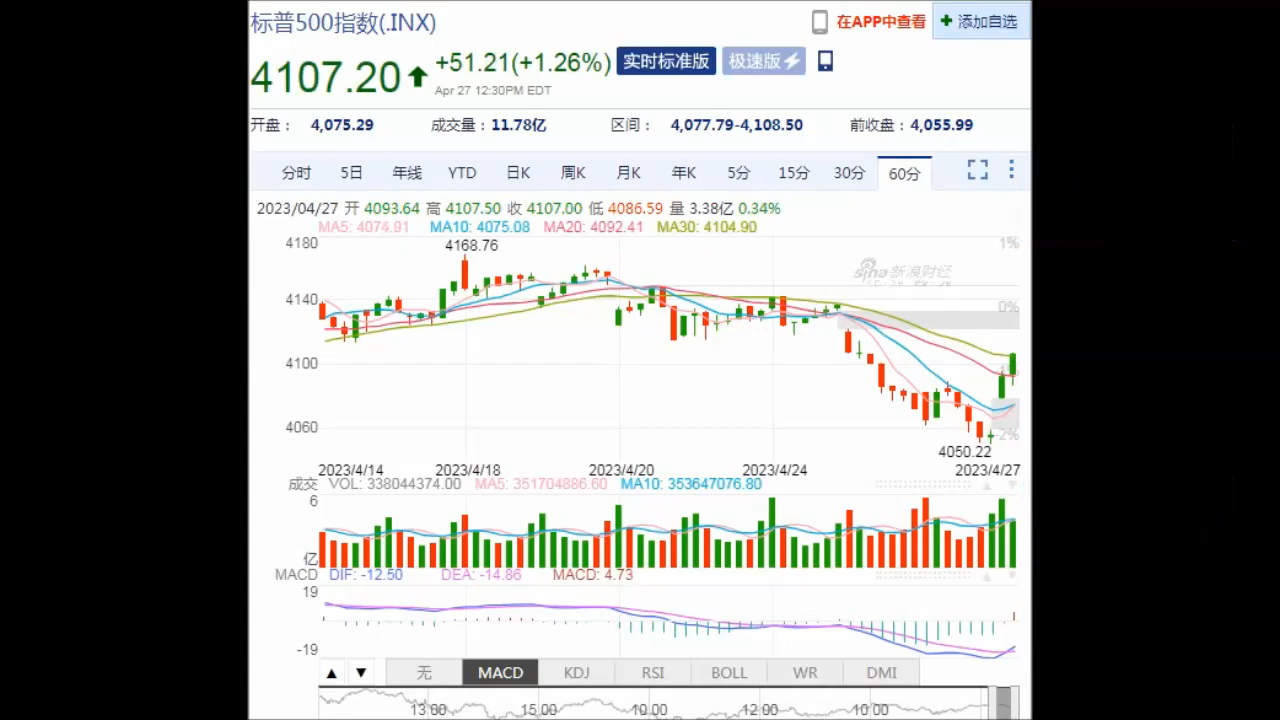 标普500指数(.INX)
在APP中查看
添加自选
4107.20
+51.21(+1.26%)
实时标准版
极速版
Apr 27 12:30PM EDT
开盘： 4,075.29 成交量：11.78亿 区间： 4,077.79-4,108.50 前收盘：4,055.99
分时 5日 年线 YTD 日K 周K 月K 年K 5分 15分 30分 60分
2023/04/27 开 4093.64 高 4107.50 收 4107.00 低 4086.59 量 3.38亿 0.34%
MA5: 4074.91 MA10: 4075.08 MA20: 4092.41 MA30: 4104.90
4180 4168.76 1%
sina新浪财经
4140 0%
4100
4060 -2%
4050.22
2023/4/14 2023/4/18 2023/4/20 2023/4/24 2023/4/27
成交 VOL: 338044374.00 MA5: 351704886.60 MA10: 353647076.80
6
亿
MACD DIF: -12.50 DEA: -14.86 MACD: 4.73
19
-19
无 MACD KDJ RSI BOLL WR DMI
13:00 15:00 10:00 12:00 10:00